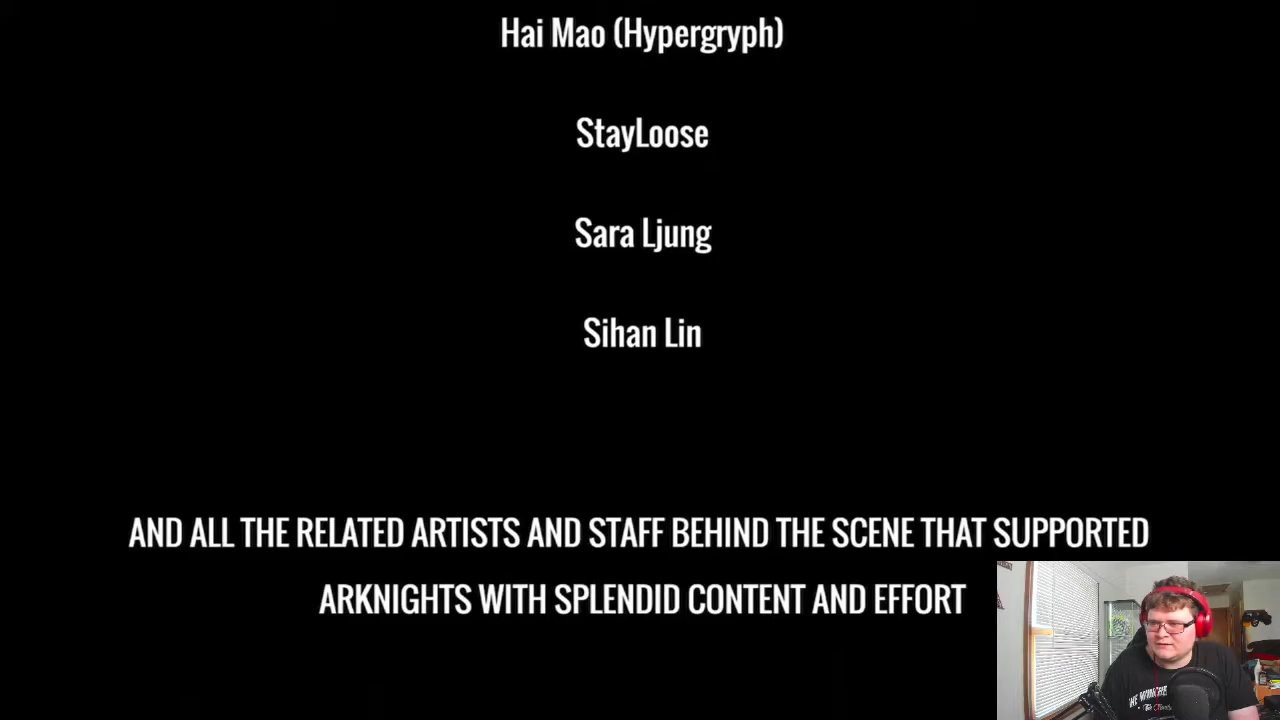 Hai Mao (Hypergryph)
StayLoose
Sara Ljung
Sihan Lin
AND ALL THE RELATED ARTISTS AND STAFF BEHIND THE SCENE THAT SUPPORTED
ARKNIGHTS WITH SPLENDID CONTENT AND EFFORT